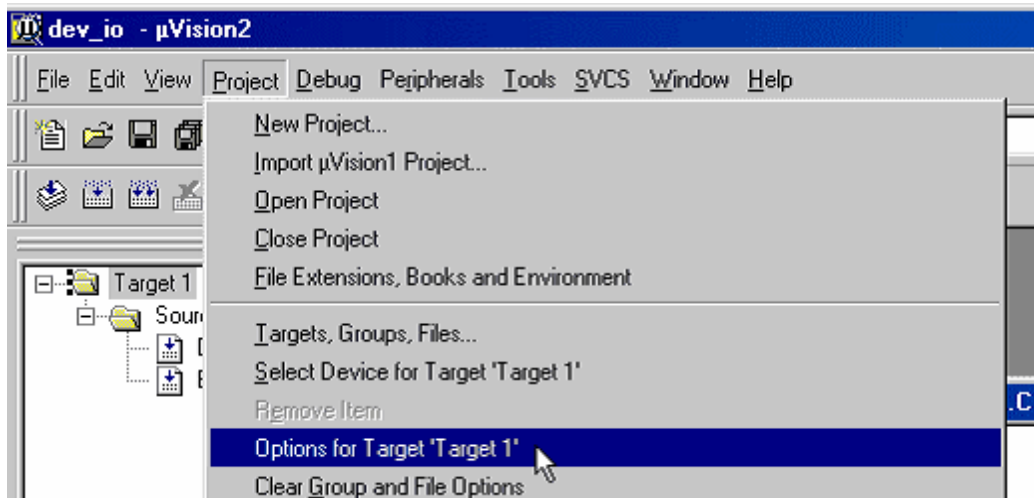 dev_io - µVision2
File Edit View Project Debug Peripherals Tools SVCS Window Help
New Project...
Import µVision1 Project...
Open Project
Close Project
File Extensions, Books and Environment
Target 1
Targets, Groups, Files...
Select Device for Target 'Target 1'
Remove Item
Options for Target 'Target 1'
.C
Clear Group and File Options